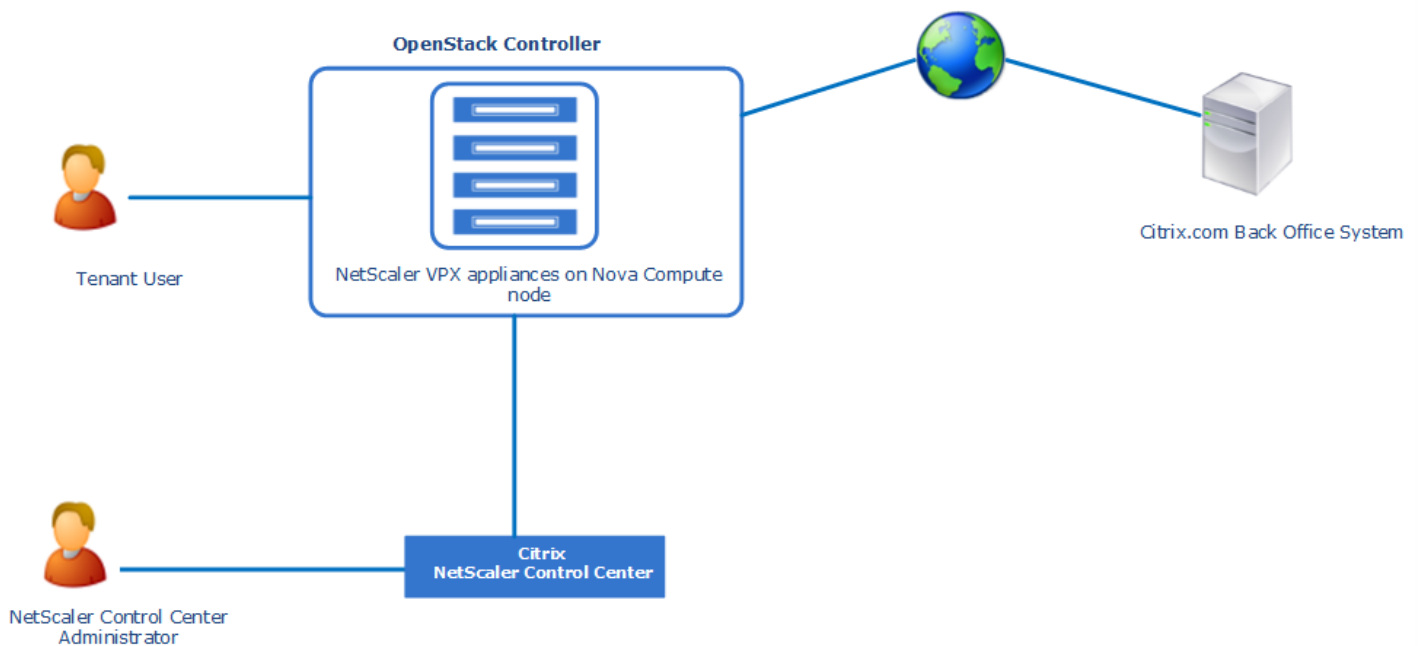 OpenStack Controller
NetScaler VPX appliances on Nova Compute
node
Tenant User
Citrix.com Back Office System
Citrix
NetScaler Control Center
NetScaler Control Center
Administrator